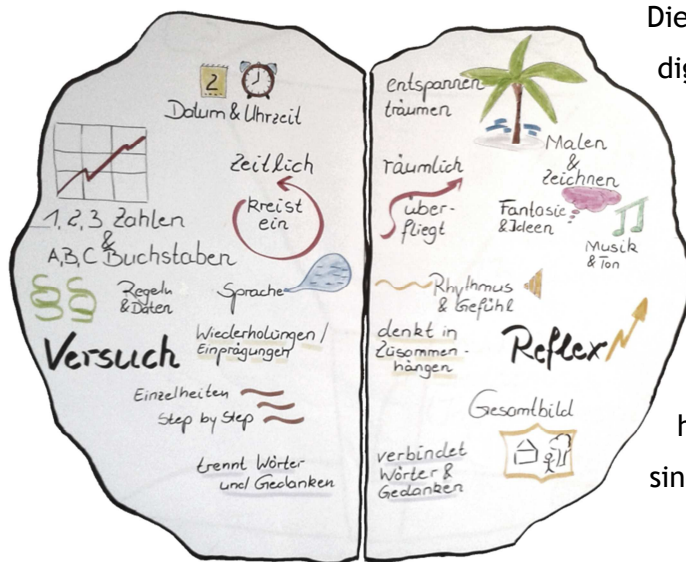 2
Datum & Uhrzeit
zeitlich
kreist
ein
1, 2, 3 Zahlen
&
A, B, C Buchstaben
Regeln
& Daten
Sprache
Versuch
Wiederholungen /
Einprägungen
Einzelheiten
Step by Step
trennt Wörter
und Gedanken
entspannen
träumen
Malen
&
Zeichnen
räumlich
über-
fliegt
Fantasie
& Ideen
Musik
& Ton
Rhythmus
& Gefühl
denkt in
Zusammen-
hängen
Reflex
Gesamtbild
verbindet
Wörter &
Gedanken
Die
dig
h
sin